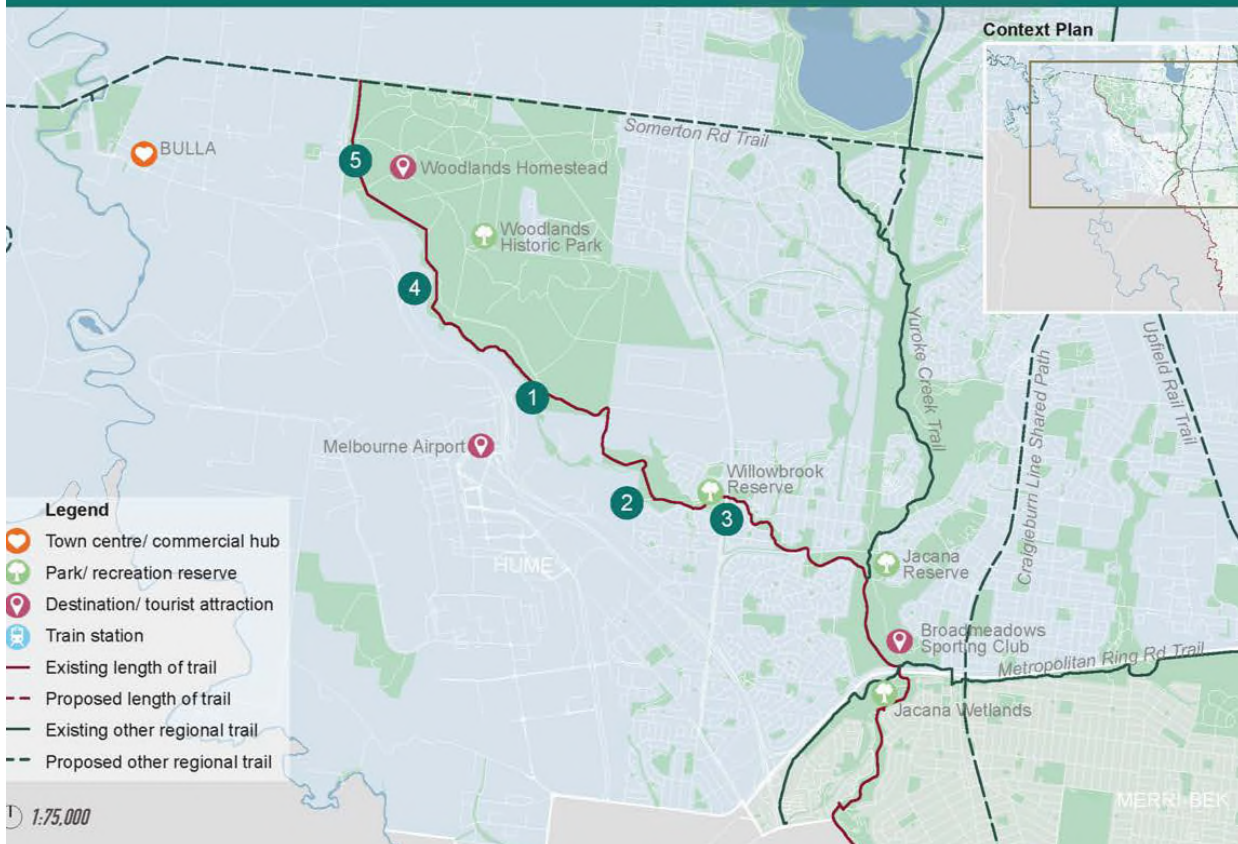 Context Plan
Somerton Rd Trail
BULLA
5
Woodlands Homestead
Woodlands
Historic Park
4
Yuroke Creek Trail
Craigieburn Line Shared Path
Upfield Rail Trail
1
Melbourne Airport
Willowbrook
Reserve
2
3
HUME
Jacana
Reserve
Broadmeadows
Sporting Club
Metropolitan Ring Rd Trail
Jacana Wetlands
MERRI-BEK
Legend
Town centre/ commercial hub
Park/ recreation reserve
Destination/ tourist attraction
Train station
Existing length of trail
Proposed length of trail
Existing other regional trail
Proposed other regional trail
1:75,000